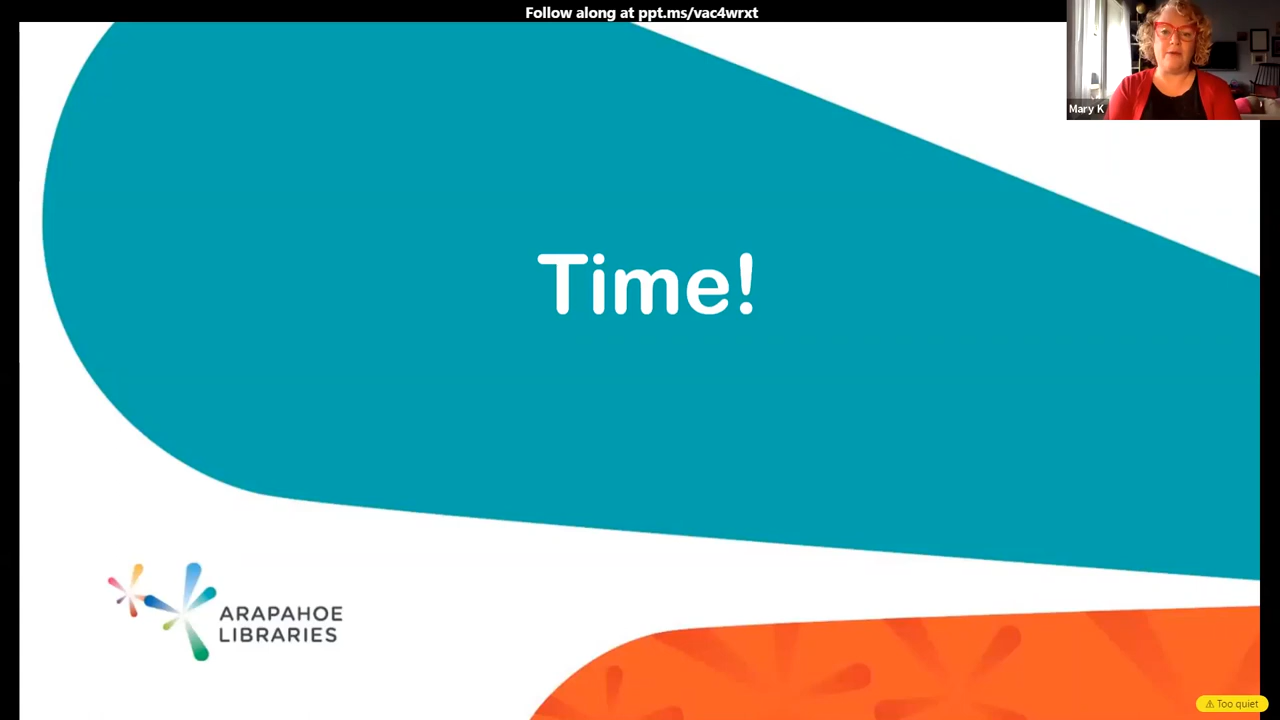 Follow along at ppt.ms/vac4wrxt
Mary K
Time!
ARAPAHOE
LIBRARIES
⚠ Too quiet